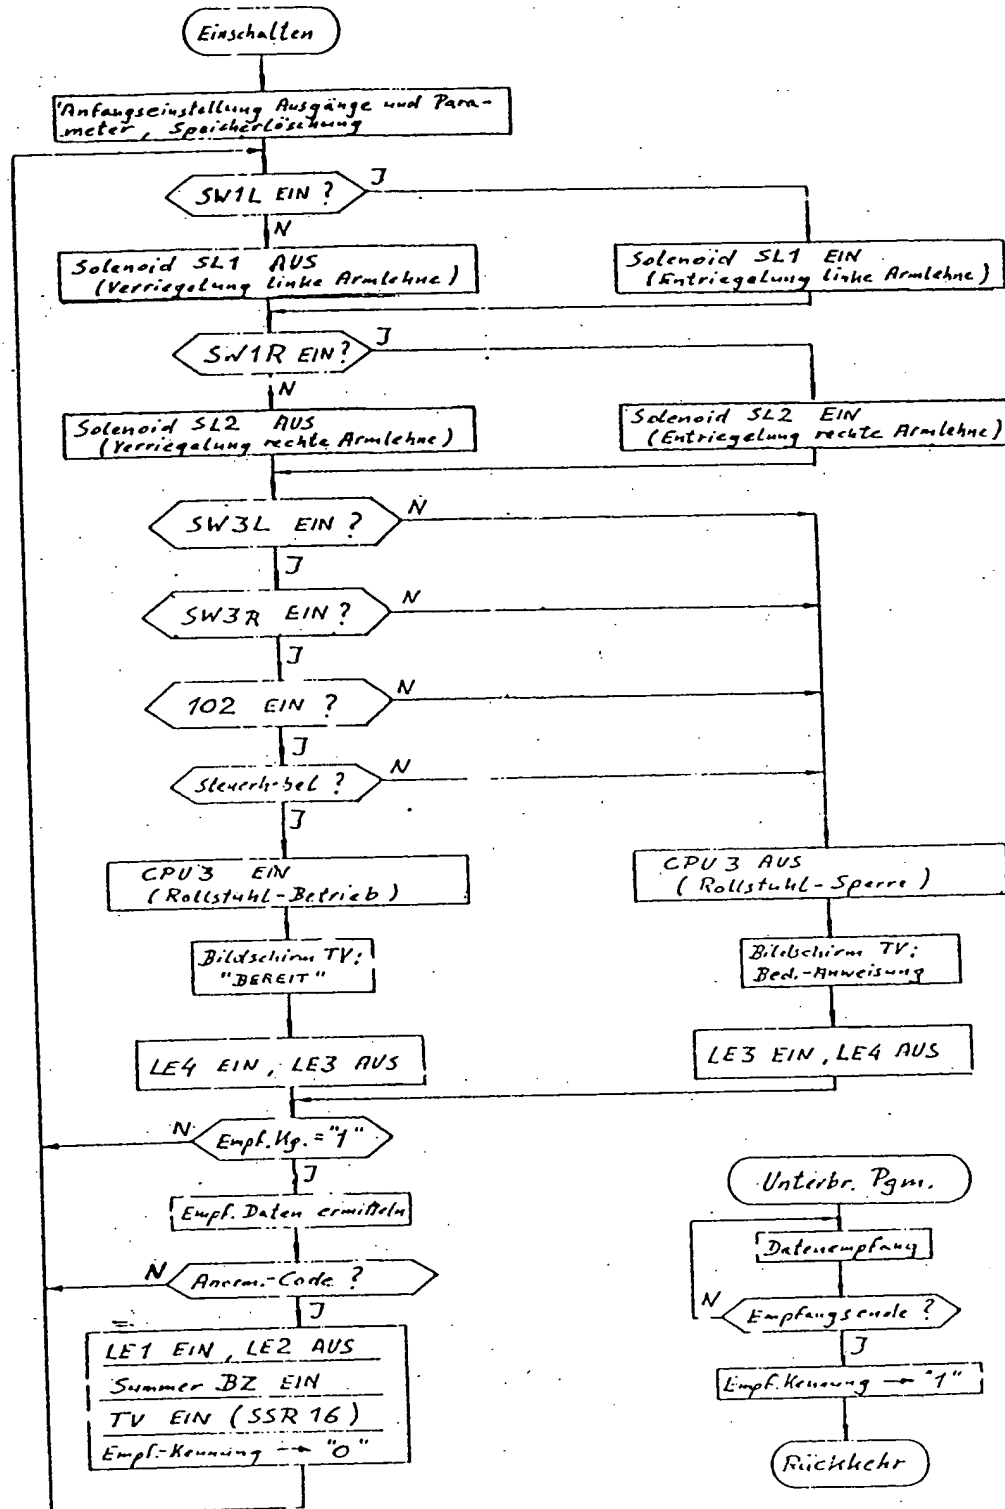 Einschalten
Anfangseinstellung Ausgänge und Para-
meter, Speicherlöschung
SW1L EIN ?
J
N
Solenoid SL1 AUS
(Verriegelung linke Armlehne)
Solenoid SL1 EIN
(Entriegelung linke Armlehne)
SW1R EIN ?
J
N
Solenoid SL2 AUS
(Verriegelung rechte Armlehne)
Solenoid SL2 EIN
(Entriegelung rechte Armlehne)
SW3L EIN ?
N
J
SW3R EIN ?
N
J
102 EIN ?
N
J
Steuerhebel ?
N
J
CPU3 EIN
(Rollstuhl-Betrieb)
CPU3 AUS
(Rollstuhl-Sperre)
Bildschirm TV:
"BEREIT"
Bildschirm TV:
Bed.-Anweisung
LE4 EIN, LE3 AUS
LE3 EIN, LE4 AUS
N
Empf. Kg. = "1"
J
Empf. Daten ermitteln
N
?
J
LE1 EIN, LE2 AUS
Summer BZ EIN
TV EIN (SSR 16)
Empf.-Kennung → "0"
Unterbr. Pgm.
Datenempfang
N
Empfangsende ?
J
Empf. Kennung → "1"
Rückkehr